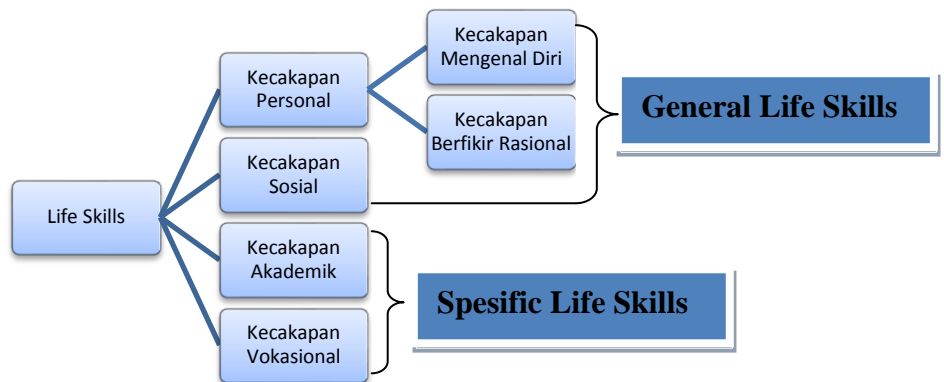 Kecakapan
Mengenal Diri
Kecakapan
Personal
General Life Skills
Kecakapan
Berfikir Rasional
Kecakapan
Sosial
Life Skills
Kecakapan
Akademik
Spesific Life Skills
Kecakapan
Vokasional